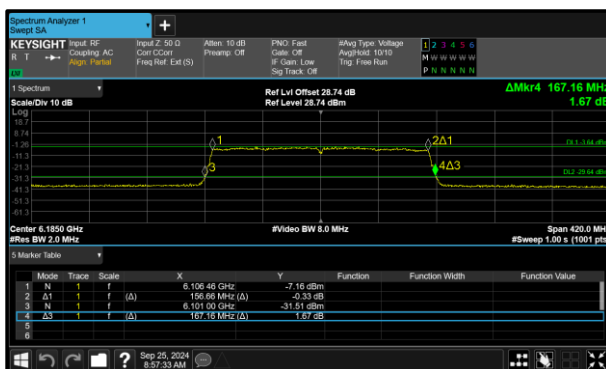 Spectrum Analyzer 1
Swept SA
KEYSIGHT Input: RF Input Z: 50 Ω Atten: 10 dB PNO: Fast #Avg Type: Voltage 1 2 3 4 5 6
R T Coupling: AC Corr CCorr Preamp: Off Gate: Off Avg|Hold: 10/10 M W W W W W
Align: Partial Freq Ref: Ext (S) IF Gain: Low Trig: Free Run P N N N N N
Sig Track: Off
1 Spectrum Ref Lvl Offset 28.74 dB ΔMkr4 167.16 MHz
Scale/Div 10 dB Ref Level 28.74 dBm 1.67 dB
Log
18.7
8.74
-1.26 1 2Δ1 DL1 -3.64 dBm
-11.3
-21.3 3 4Δ3
-31.3 DL2 -29.64 dBm
-41.3
-51.3
-61.3
Center 6.1850 GHz #Video BW 8.0 MHz Span 420.0 MHz
#Res BW 2.0 MHz #Sweep 1.00 s (1001 pts)
5 Marker Table
Mode Trace Scale X Y Function Function Width Function Value
1 N 1 f 6.106 46 GHz -7.16 dBm
2 Δ1 1 f (Δ) 156.66 MHz (Δ) -0.33 dB
3 N 1 f 6.101 00 GHz -31.51 dBm
4 Δ3 1 f (Δ) 167.16 MHz (Δ) 1.67 dB
5
6
? Sep 25, 2024
8:57:33 AM